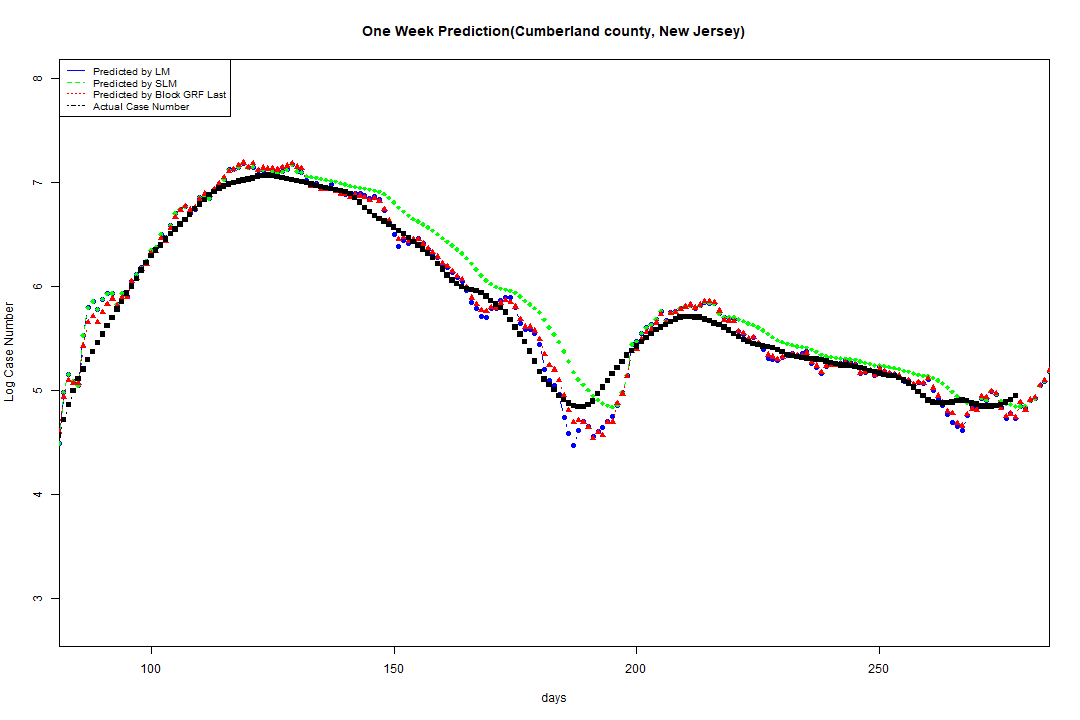 One Week Prediction(Cumberland county, New Jersey)
Predicted by LM
Predicted by SLM
Predicted by Block GRF Last
Actual Case Number
Log Case Number
8
7
6
5
4
3
100 150 200 250
days